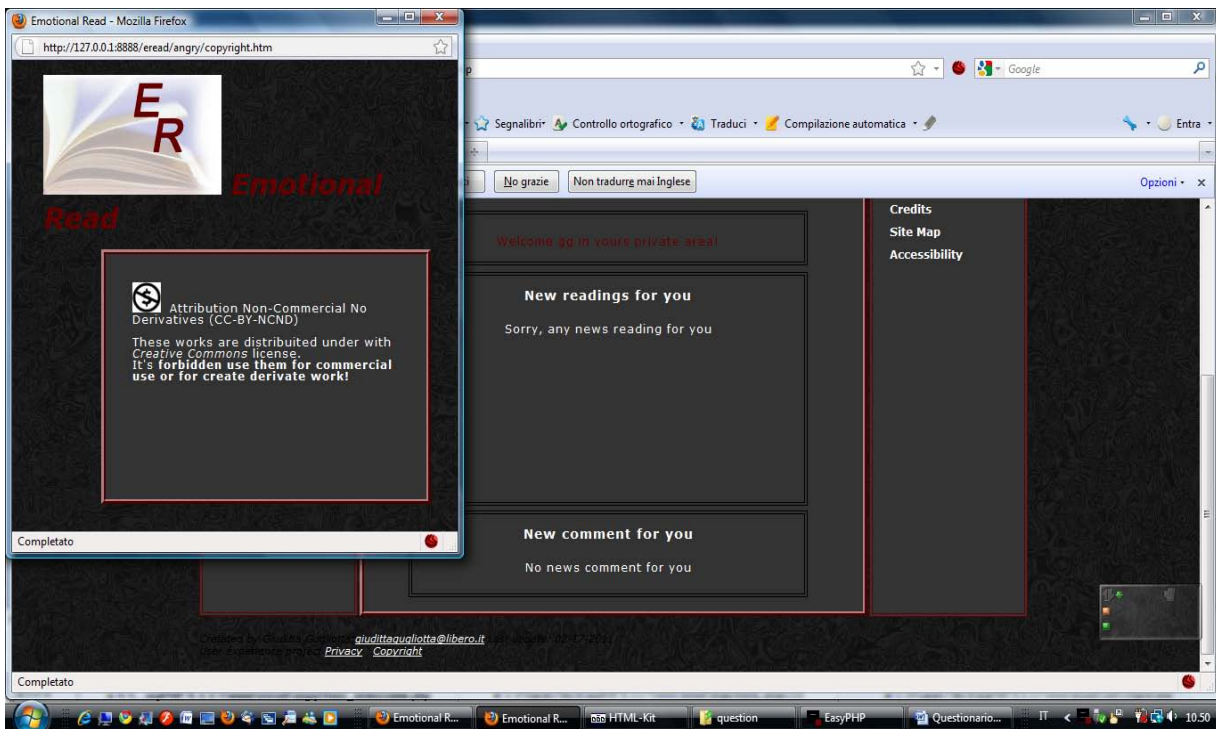 Emotional Read - Mozilla Firefox
http://127.0.0.1:8888/eread/angry/copyright.htm
E
R
Emotional
Read
Attribution Non-Commercial No
Derivatives (CC-BY-NCND)
These works are distribuited under with
Creative Commons license.
It's forbidden use them for commercial
use or for create derivate work!
Completato
p
Google
Segnalibri
Controllo ortografico
Traduci
Compilazione automatica
Entra
No grazie
Non tradurre mai Inglese
Opzioni
x
Welcome gg in yours private area!
New readings for you
Sorry, any news reading for you
New comment for you
No news comment for you
Credits
Site Map
Accessibility
Created by Giuditta Gugliotta giudittagugliotta@libero.it
Privacy Copyright
Completato
Emotional R...
Emotional R...
HTML-Kit
question
EasyPHP
Questionario...
IT
10.50